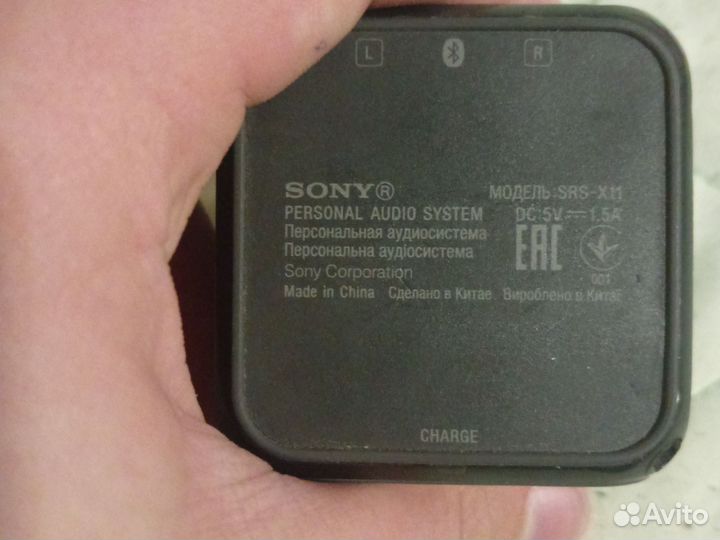 L R
SONY® МОДЕЛЬ:SRS-X11
PERSONAL AUDIO SYSTEM DC:5V⎓1.5A
Персональная аудиосистема
Персональна аудіосистема
EAC
001
Sony Corporation
Made in China Сделано в Китае Вироблено в Китаї
CHARGE
Avito